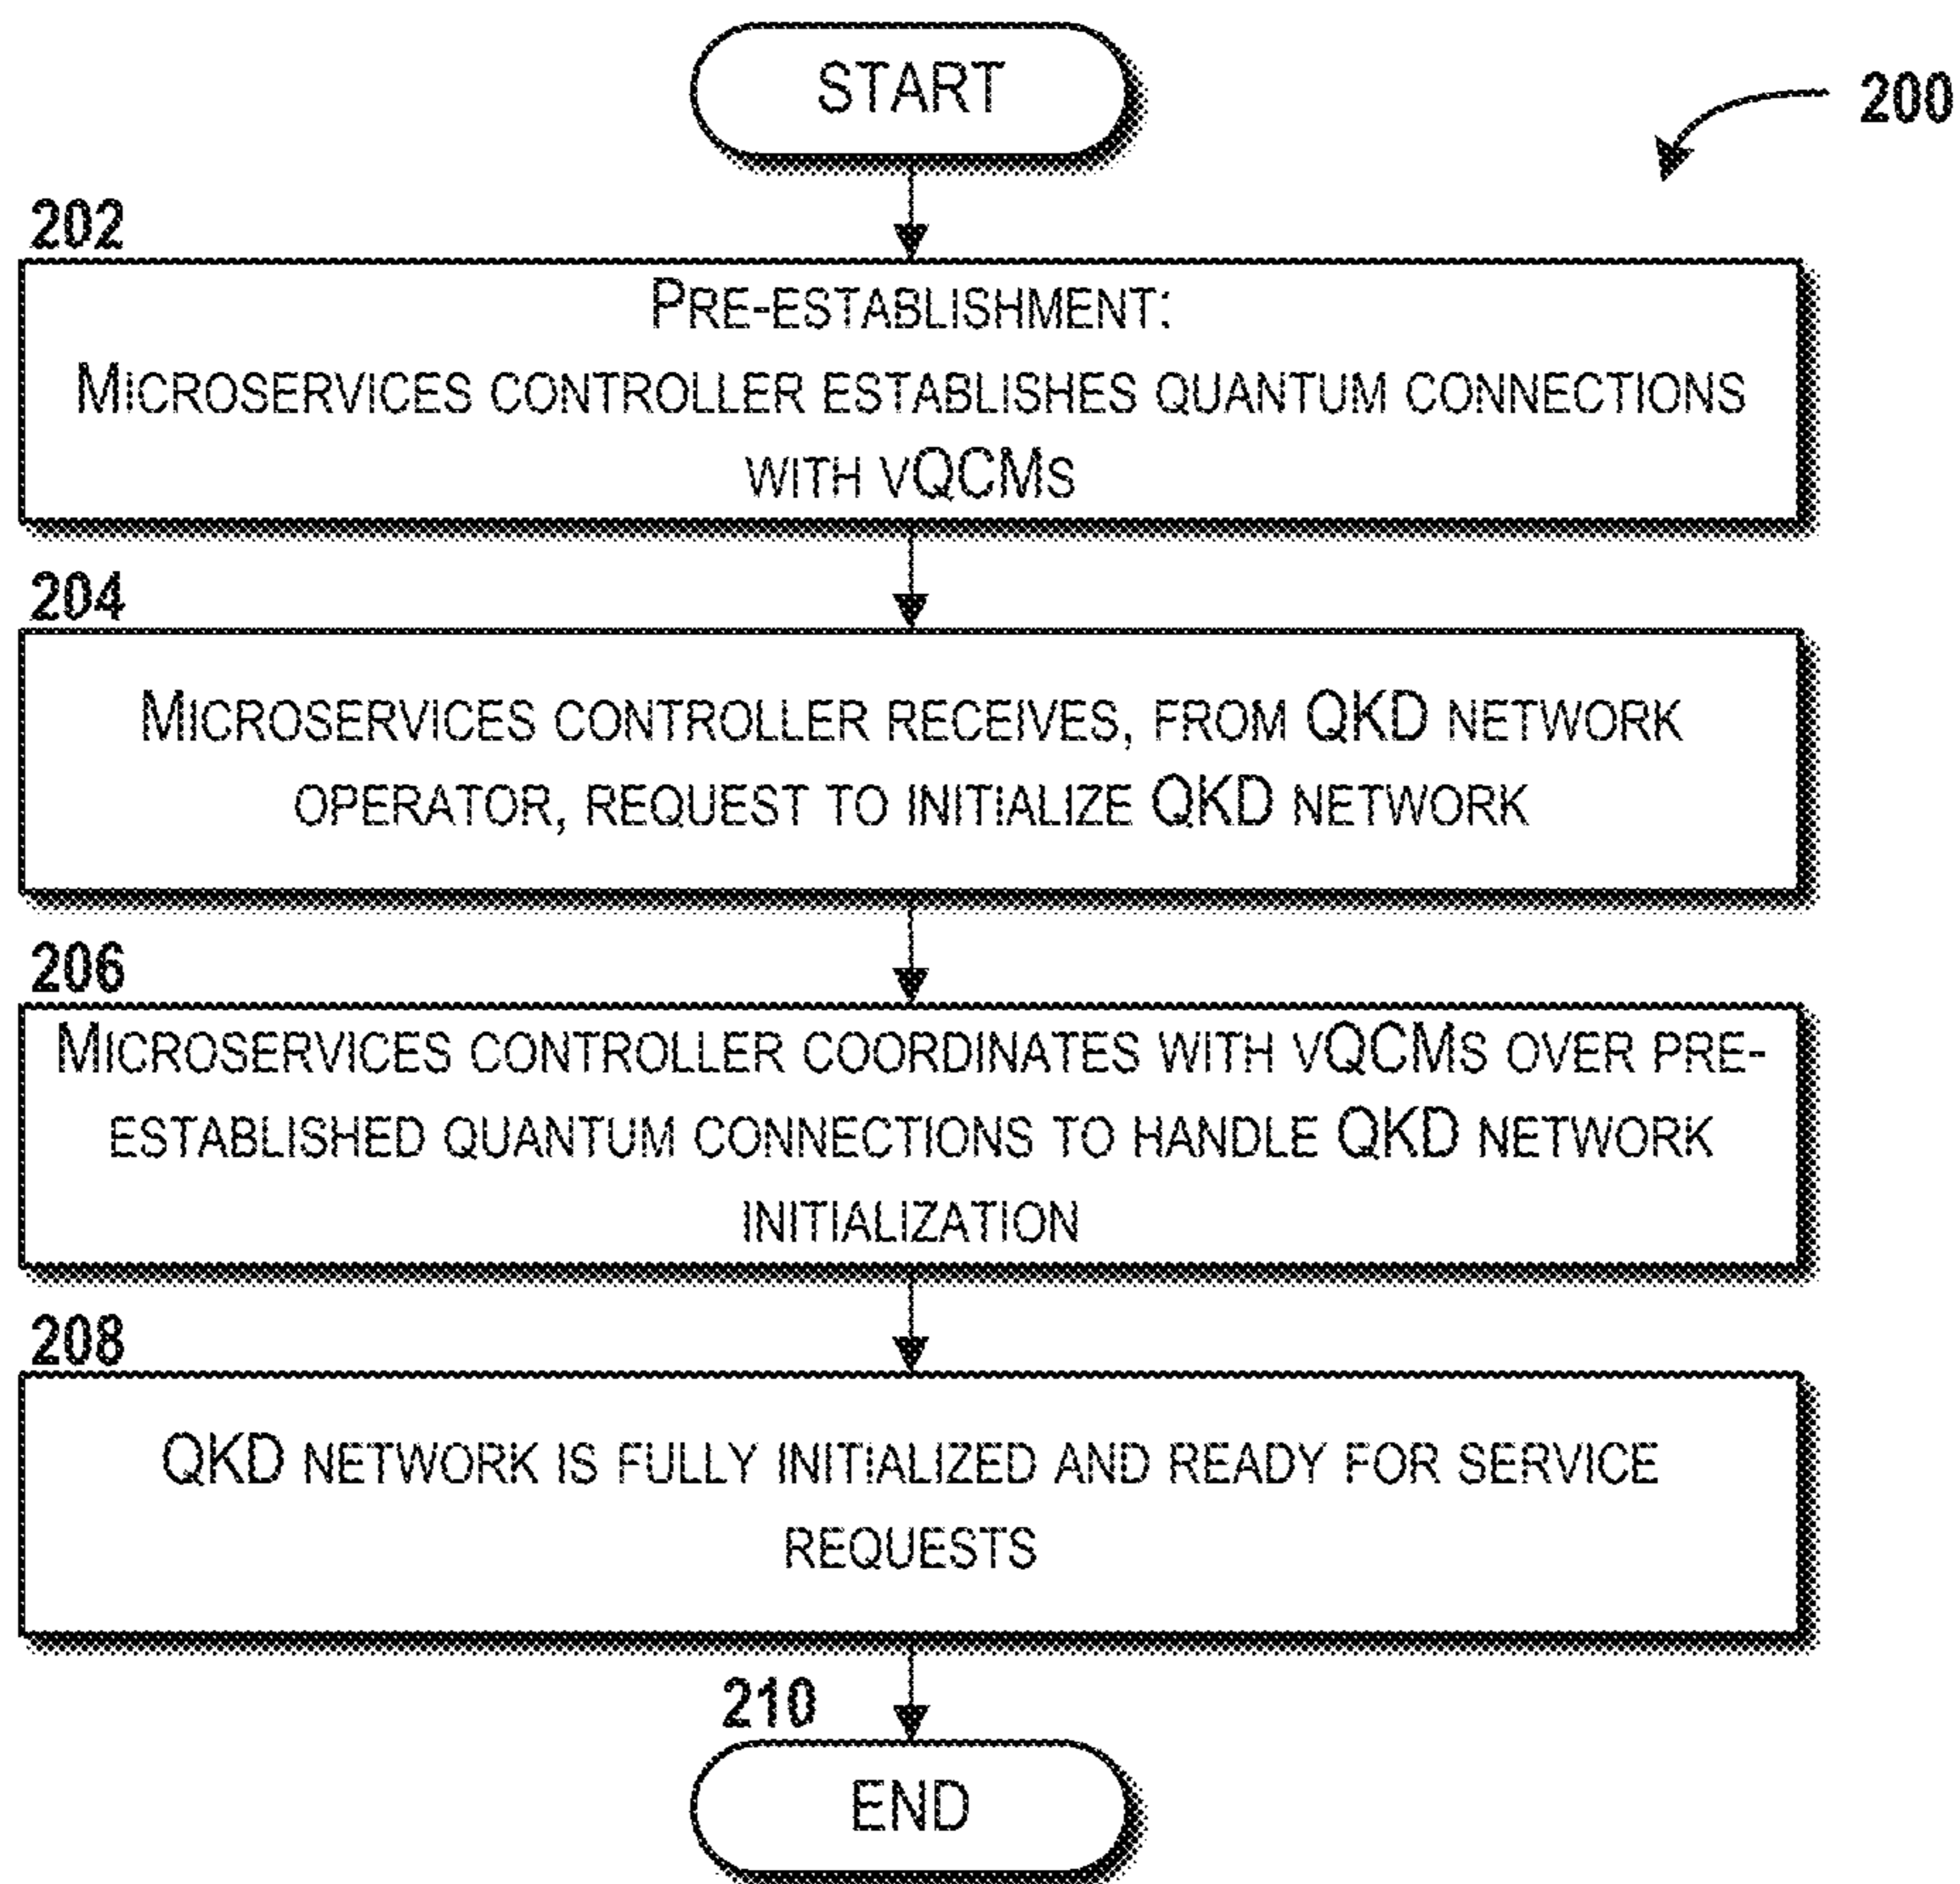 START
200
202
PRE-ESTABLISHMENT:
MICROSERVICES CONTROLLER ESTABLISHES QUANTUM CONNECTIONS
WITH VQCMS
204
MICROSERVICES CONTROLLER RECEIVES, FROM QKD NETWORK
OPERATOR, REQUEST TO INITIALIZE QKD NETWORK
206
MICROSERVICES CONTROLLER COORDINATES WITH VQCMS OVER PRE-
ESTABLISHED QUANTUM CONNECTIONS TO HANDLE QKD NETWORK
INITIALIZATION
208
QKD NETWORK IS FULLY INITIALIZED AND READY FOR SERVICE
REQUESTS
210
END